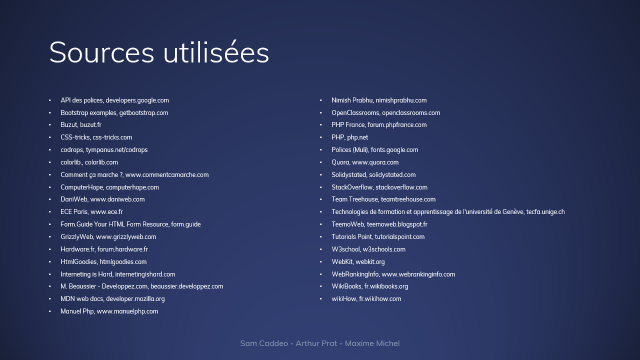 Sources utilisées
• API des polices, developers.google.com
• Bootstrap examples, getbootstrap.com
• Buzut, buzut.fr
• CSS-tricks, css-tricks.com
• codrops, tympanus.net/codrops
• colorlib., colorlib.com
• Comment ça marche ?, www.commentcamarche.com
• ComputerHope, computerhope.com
• DaniWeb, www.daniweb.com
• ECE Paris, www.ece.fr
• Form.Guide Your HTML Form Resource, form.guide
• GrizzlyWeb, www.grizzlyweb.com
• Hardware.fr, forum.hardware.fr
• HtmlGoodies, htmlgoodies.com
• Interneting is Hard, internetingishard.com
• M. Beaussier - Developpez.com, beaussier.developpez.com
• MDN web docs, developer.mozilla.org
• Manuel Php, www.manuelphp.com
• Nimish Prabhu, nimishprabhu.com
• OpenClassrooms, openclassrooms.com
• PHP France, forum.phpfrance.com
• PHP, php.net
• Polices (Muli), fonts.google.com
• Quora, www.quora.com
• Solidystated, solidystated.com
• StackOverflow, stackoverflow.com
• Team Treehouse, teamtreehouse.com
• Technologies de formation et apprentissage de l'université de Genève, tecfa.unige.ch
• TeemoWeb, teemoweb.blogspot.fr
• Tutorials Point, tutorialspoint.com
• W3school, w3schools.com
• WebKit, webkit.org
• WebRankingInfo, www.webrankinginfo.com
• WikiBooks, fr.wikibooks.org
• wikiHow, fr.wikihow.com
Sam Caddeo - Arthur Prat - Maxime Michel